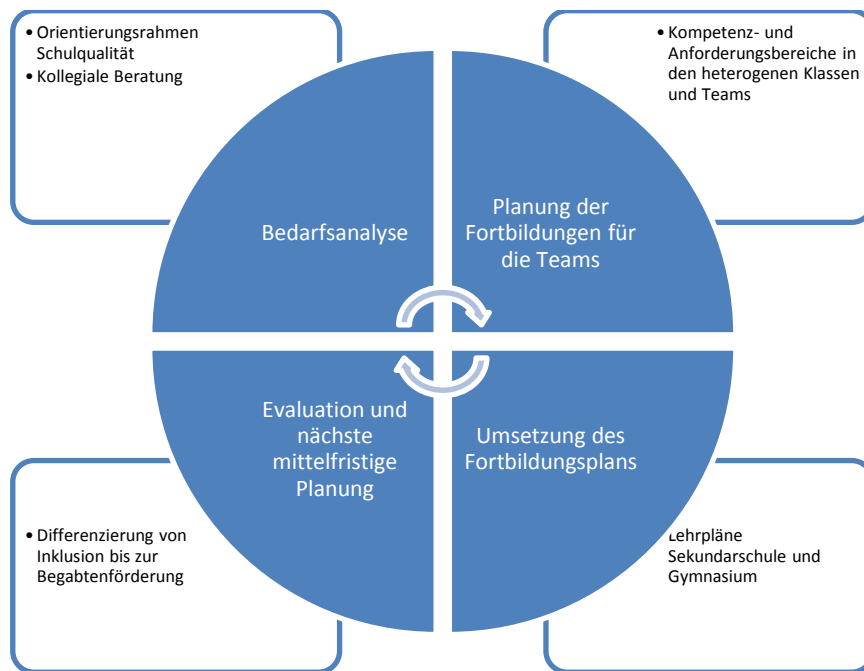 • Orientierungsrahmen
Schulqualität
• Kollegiale Beratung
• Kompetenz- und
Anforderungsbereiche in
den heterogenen Klassen
und Teams
Bedarfsanalyse
Planung der
Fortbildungen für
die Teams
Evaluation und
nächste
mittelfristige
Planung
Umsetzung des
Fortbildungsplans
• Differenzierung von
Inklusion bis zur
Begabtenförderung
Lehrpläne
Sekundarschule und
Gymnasium